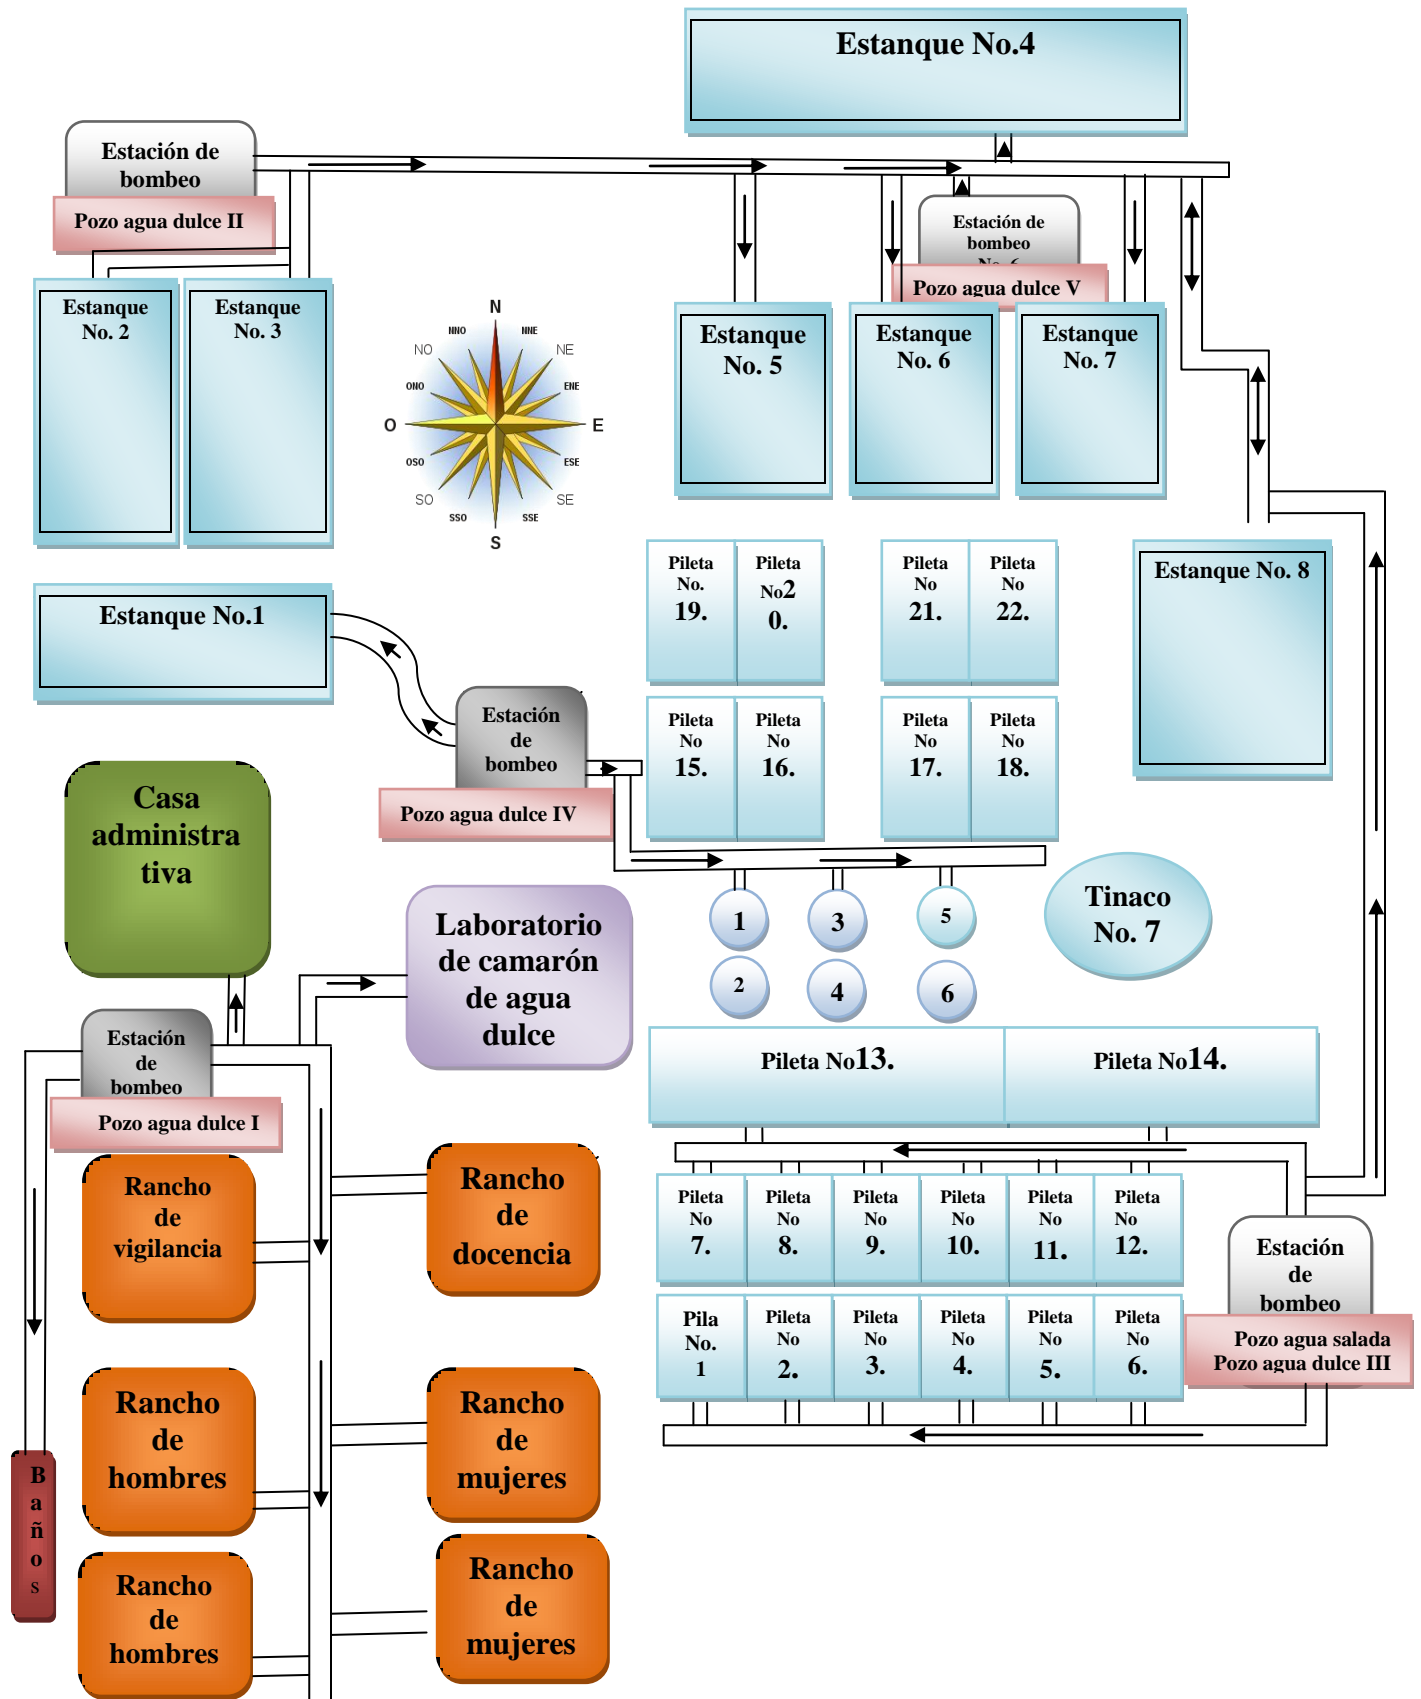 Estanque No.4
Estación de
bombeo
Pozo agua dulce II
Estación de
bombeo
No. 6
Pozo agua dulce V
Estanque
No. 2
Estanque
No. 3
N
NNO
NNE
NO
NE
ONO
ENE
O
E
OSO
ESE
SO
SE
SSO
SSE
S
Estanque
No. 5
Estanque
No. 6
Estanque
No. 7
Pileta
No.
19.
Pileta
No2
0.
Pileta
No
21.
Pileta
No
22.
Estanque No. 8
Estanque No.1
Estación
de
bombeo
Pozo agua dulce IV
Pileta
No
15.
Pileta
No
16.
Pileta
No
17.
Pileta
No
18.
Casa
administra
tiva
Laboratorio
de camarón
de agua
dulce
1
3
5
2
4
6
Tinaco
No. 7
Estación
de
bombeo
Pozo agua dulce I
Pileta No13.
Pileta No14.
Rancho
de
vigilancia
Rancho
de
docencia
Pileta
No
7.
Pileta
No
8.
Pileta
No
9.
Pileta
No
10.
Pileta
No
11.
Pileta
No
12.
Estación
de
bombeo
Pozo agua salada
Pozo agua dulce III
Pila
No.
1
Pileta
No
2.
Pileta
No
3.
Pileta
No
4.
Pileta
No
5.
Pileta
No
6.
Rancho
de
hombres
Rancho
de
mujeres
B
a
ñ
o
s
Rancho
de
hombres
Rancho
de
mujeres